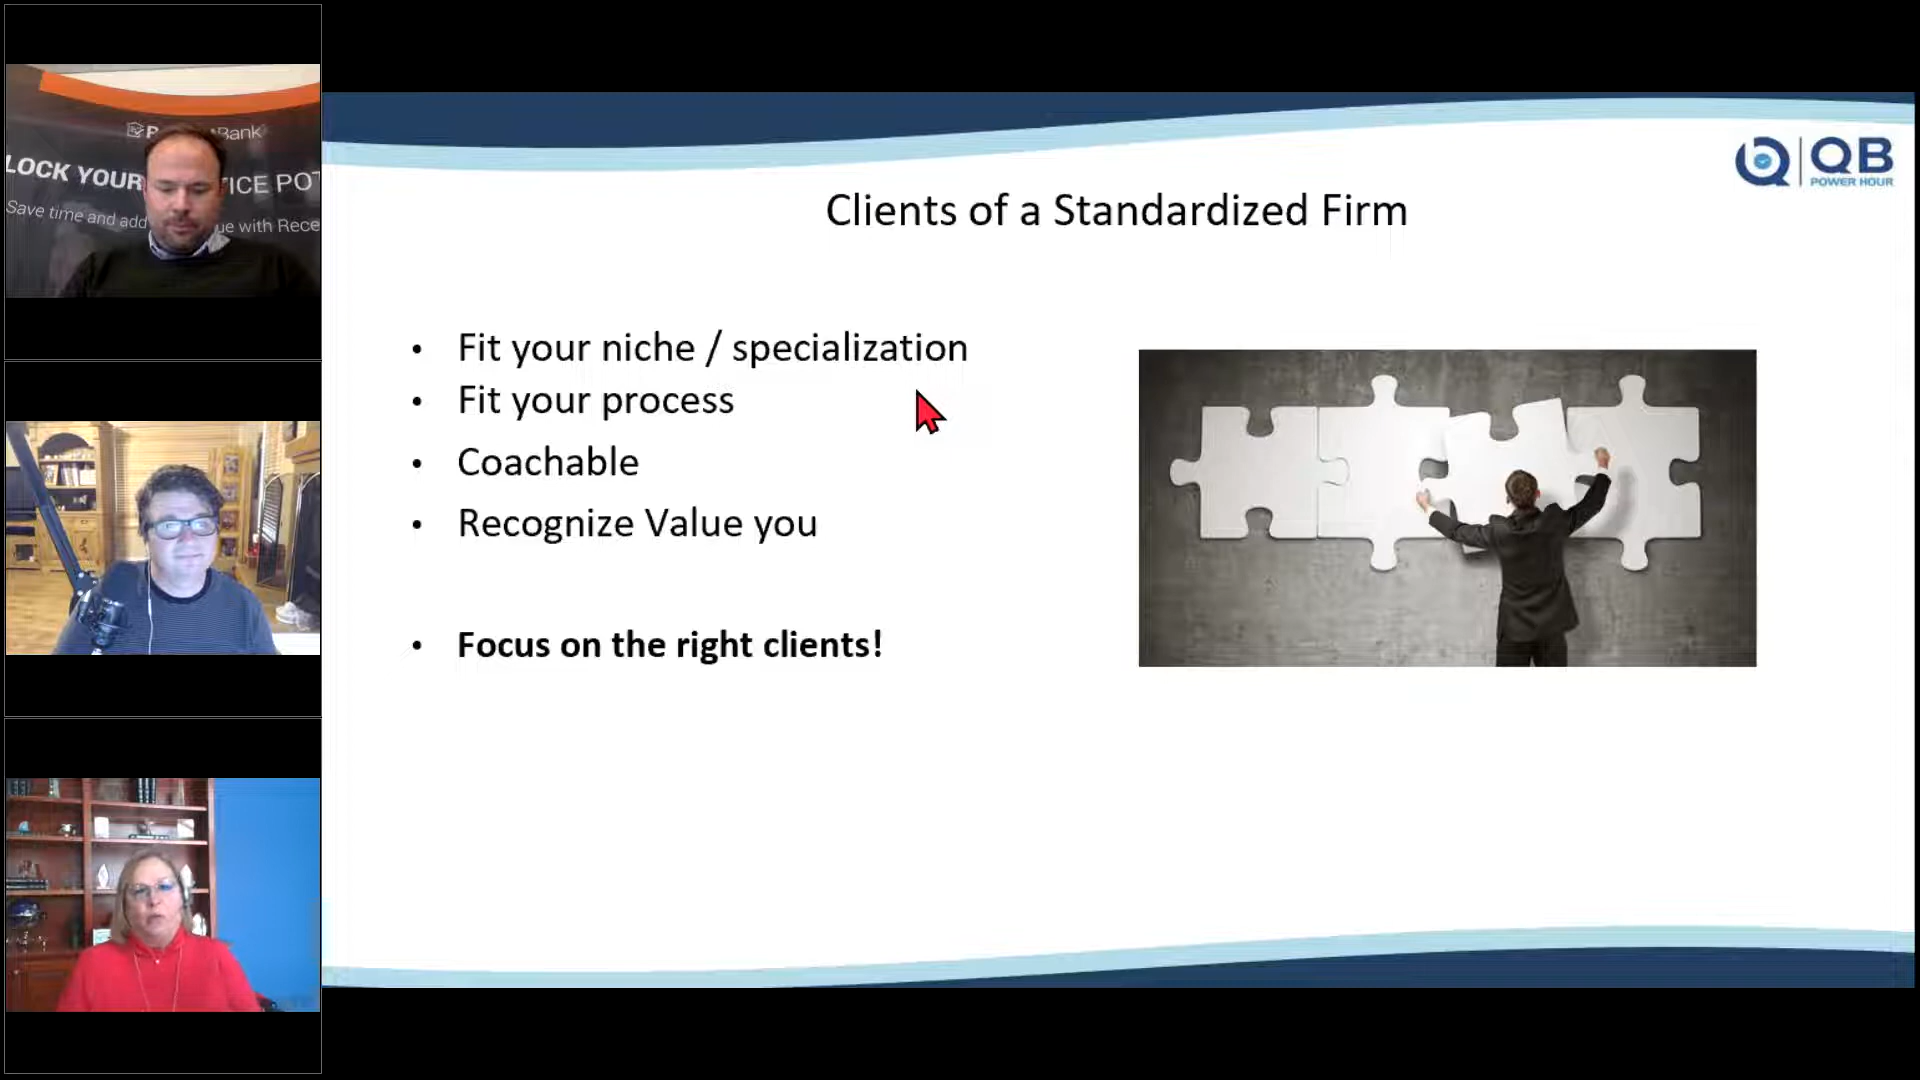 Bank
LOCK YOUR
ICE POT
Save time and add
ue with Rece
QB
POWER HOUR
Clients of a Standardized Firm
• Fit your niche / specialization
• Fit your process
• Coachable
• Recognize Value you
• Focus on the right clients!